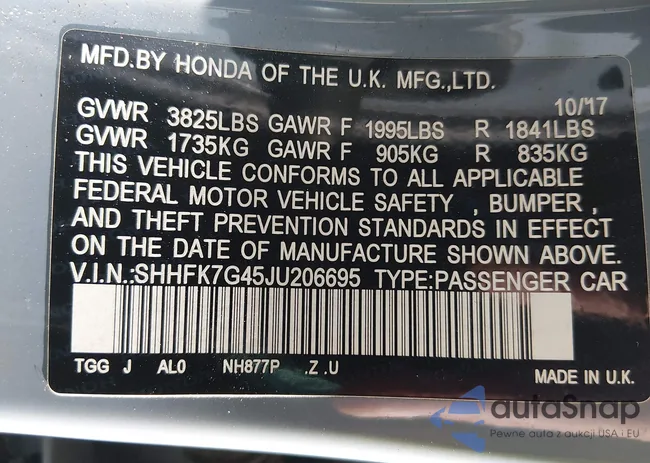 MFD.BY HONDA OF THE U.K. MFG.,LTD.
10/17
GVWR 3825LBS GAWR F 1995LBS R 1841LBS
GVWR 1735KG GAWR F 905KG R 835KG
THIS VEHICLE CONFORMS TO ALL APPLICABLE
FEDERAL MOTOR VEHICLE SAFETY , BUMPER ,
AND THEFT PREVENTION STANDARDS IN EFFECT
ON THE DATE OF MANUFACTURE SHOWN ABOVE.
V.I.N.:SHHFK7G45JU206695 TYPE:PASSENGER CAR
TGG J AL0 NH877P .Z .U
MADE IN U.K.
autaSnap
Pewne auta z aukcji USA i EU